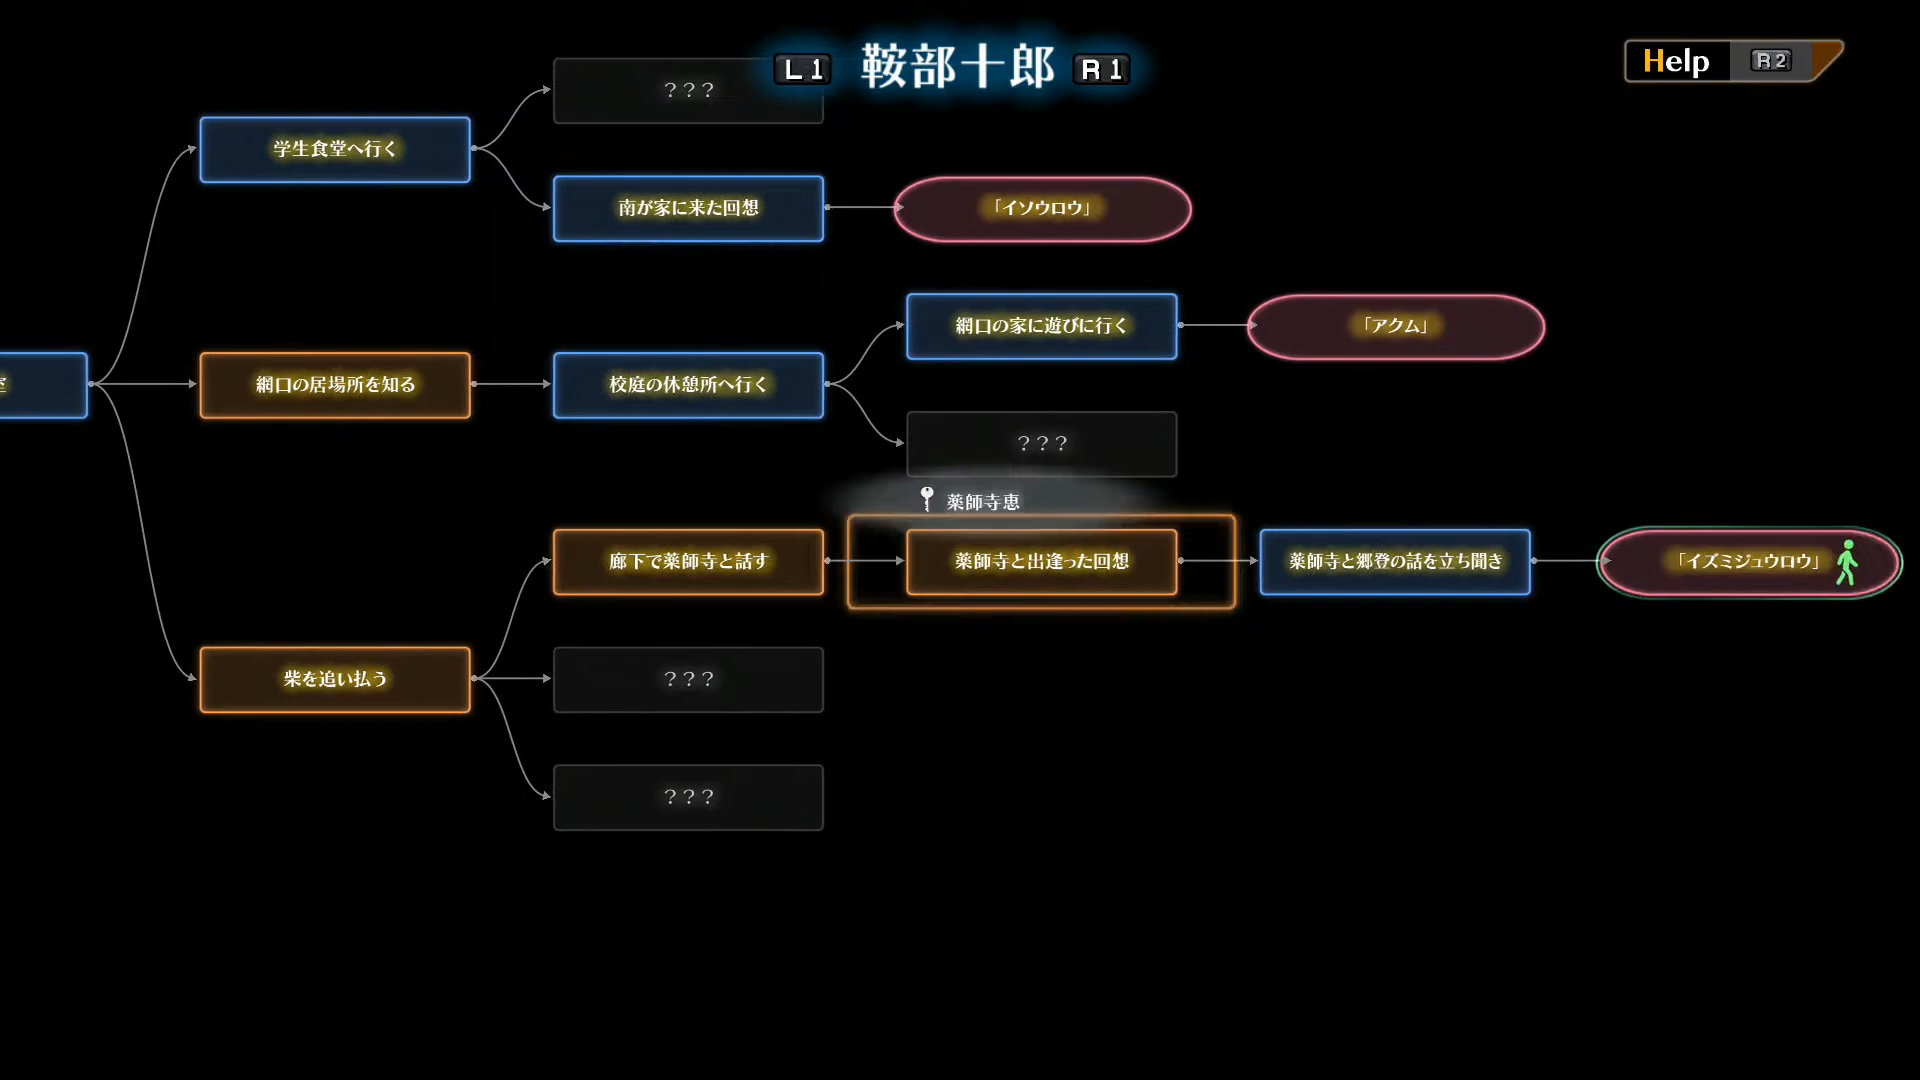 L1 鞍部十郎 R1
Help R2
？？？
学生食堂へ行く
南が家に来た回想
「イソウロウ」
網口の家に遊びに行く
「アクム」
室
網口の居場所を知る
校庭の休憩所へ行く
？？？
薬師寺恵
廊下で薬師寺と話す
薬師寺と出逢った回想
薬師寺と郷登の話を立ち聞き
「イズミジュウロウ」
柴を追い払う
？？？
？？？